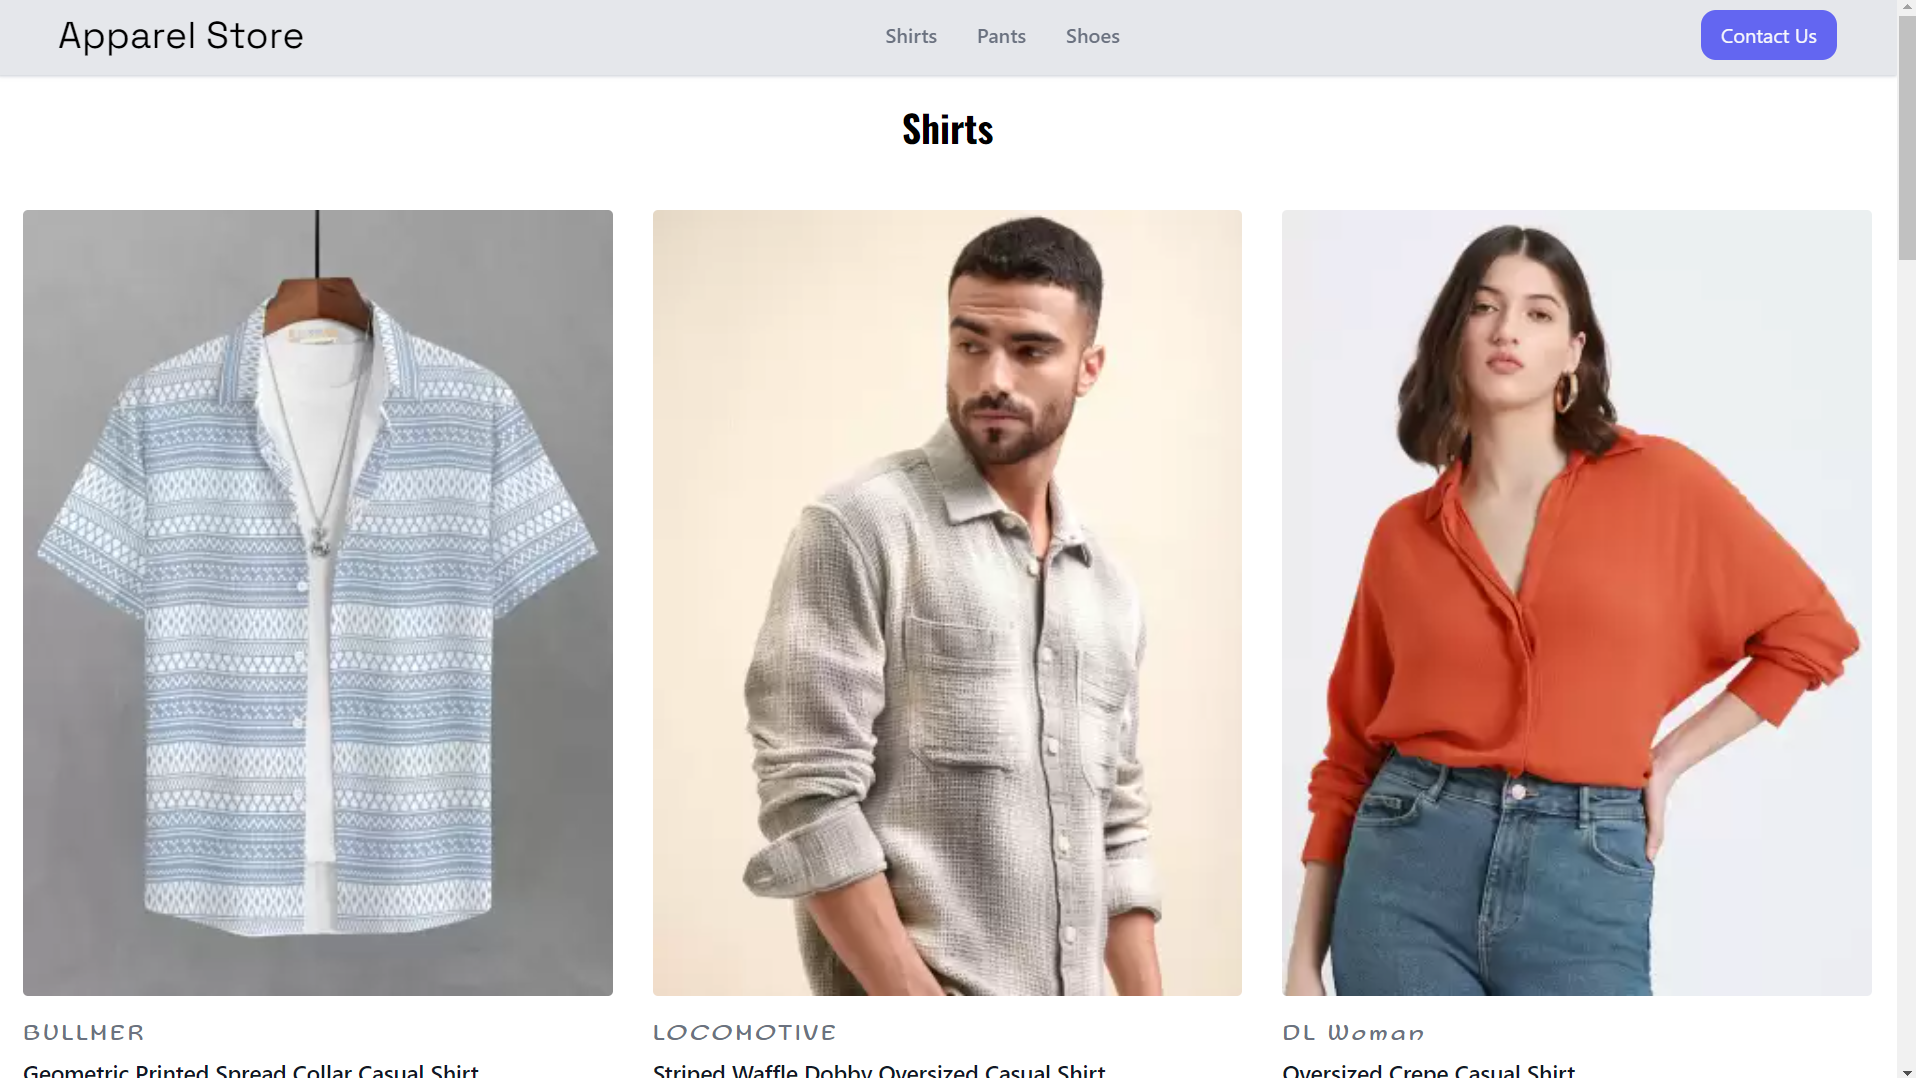 Apparel Store
Shirts Pants Shoes
Contact Us
Shirts
BULLMER
Geometric Printed Spread Collar Casual Shirt
LOCOMOTIVE
Striped Waffle Dobby Oversized Casual Shirt
DL Woman
Oversized Crepe Casual Shirt